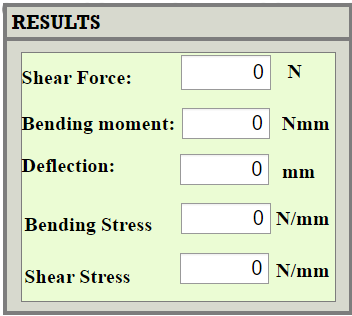 RESULTS
Shear Force: 0 N
Bending moment: 0 Nmm
Deflection: 0 mm
Bending Stress 0 N/mm
Shear Stress 0 N/mm